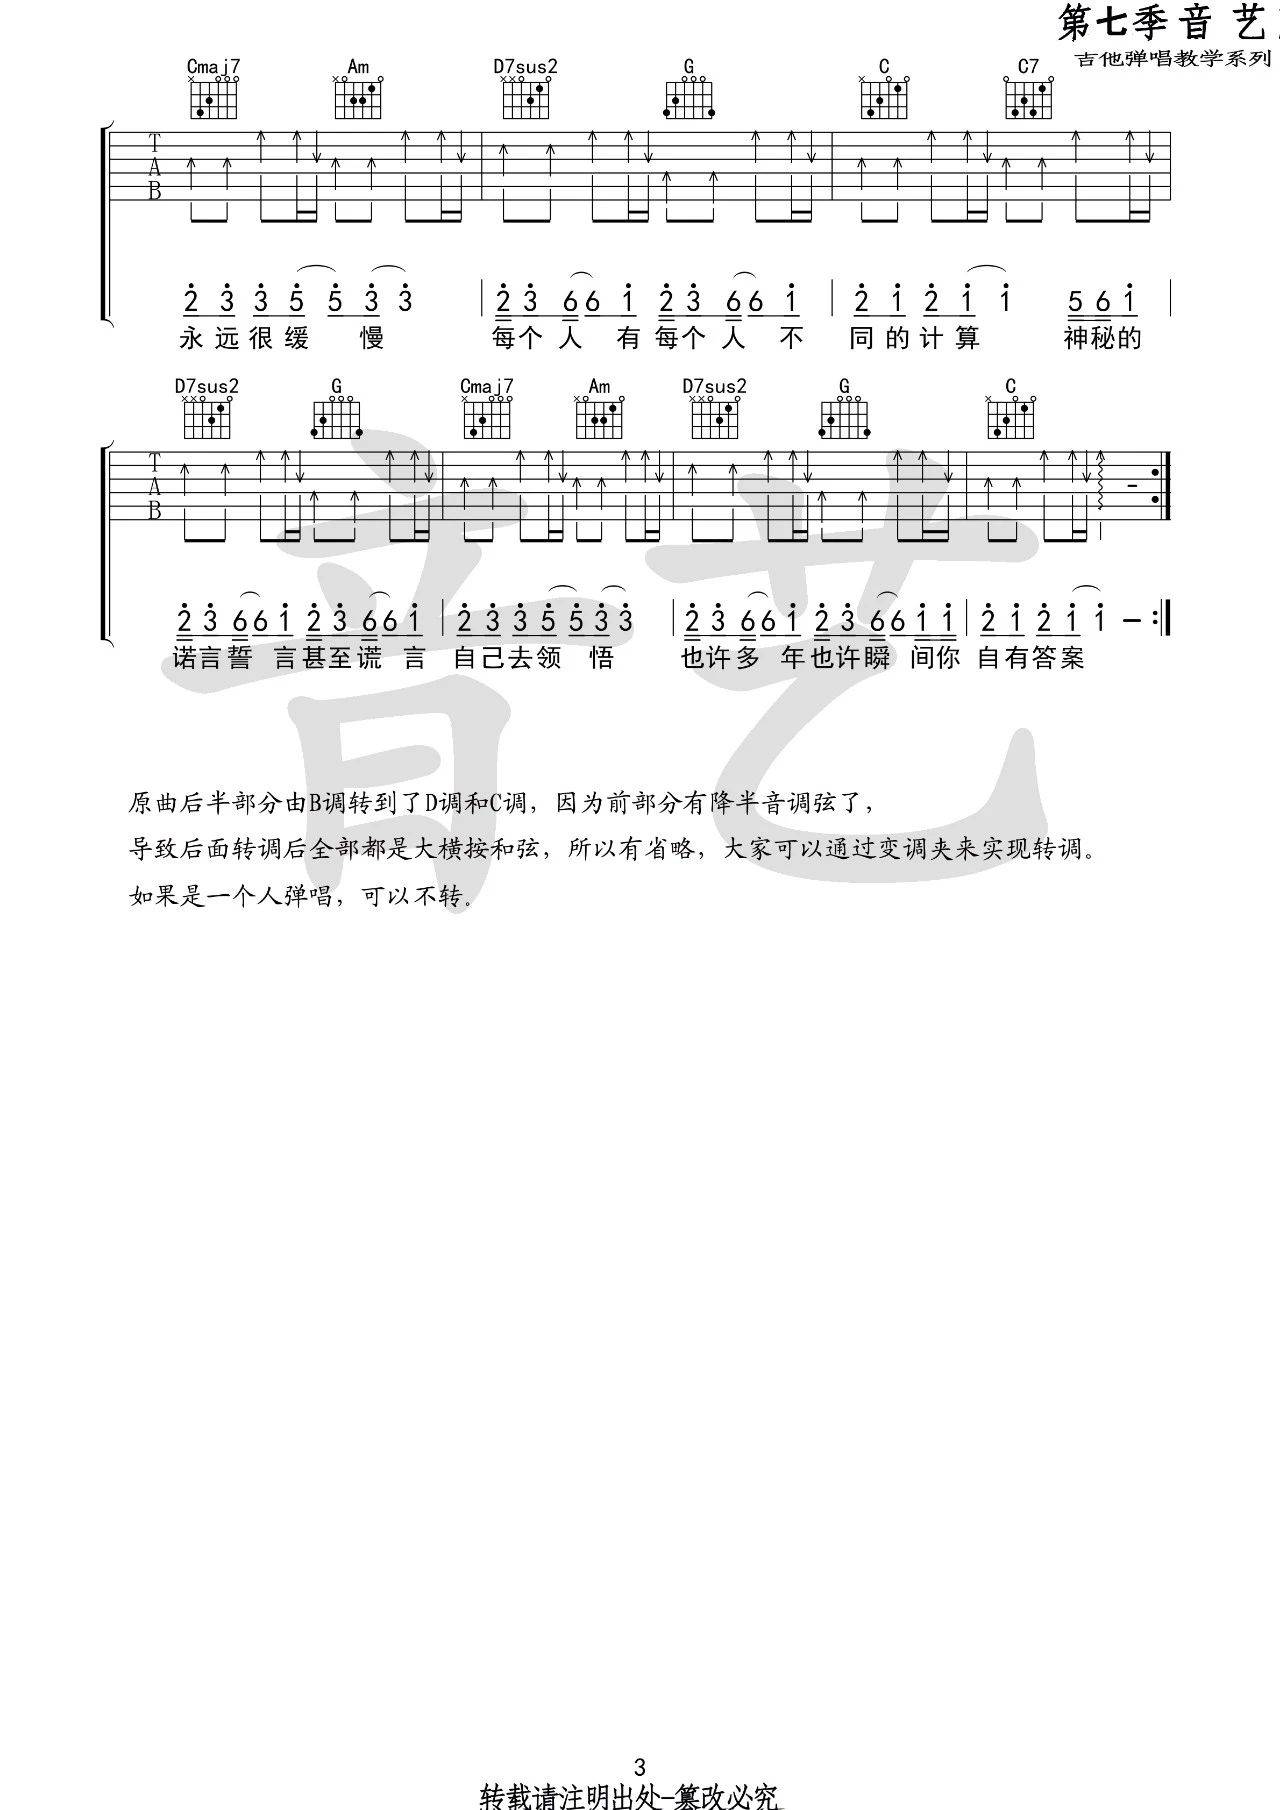 第七季音 艺
吉他弹唱教学系列
Cmaj7 Am D7sus2 G C C7
T
A
B
2 3 3 5 5 3 3 | 2 3 6 6 1 2 3 6 6 1 | 2 1 2 1 1 5 6 1 |
永远很缓 慢 每个人 有每个人 不 同的计算 神秘的
D7sus2 G Cmaj7 Am D7sus2 G C
T
A
B
2 3 6 6 1 2 3 6 6 1 | 2 3 3 5 5 3 3 | 2 3 6 6 1 2 3 6 6 1 1 | 2 1 2 1 1 – :|
诺言誓 言甚至谎 言 自己去领 悟 也许多 年也许瞬 间你 自有答案
音艺
原曲后半部分由B调转到了D调和C调，因为前部分有降半音调弦了，
导致后面转调后全部都是大横按和弦，所以有省略，大家可以通过变调夹来实现转调。
如果是一个人弹唱，可以不转。
3
转载请注明出处-篡改必究